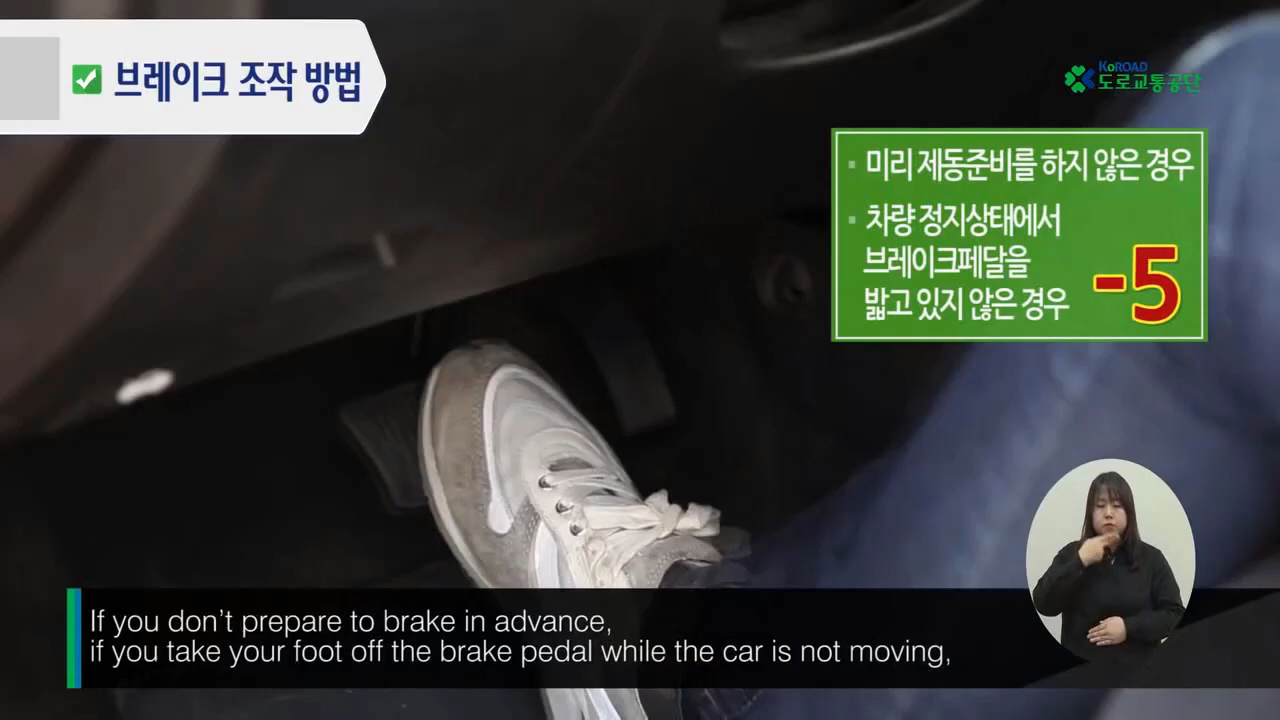 브레이크 조작 방법
KoROAD
도로교통공단
미리 제동준비를 하지 않은 경우
차량 정지상태에서
브레이크페달을
밟고 있지 않은 경우
-5
If you don't prepare to brake in advance,
if you take your foot off the brake pedal while the car is not moving,